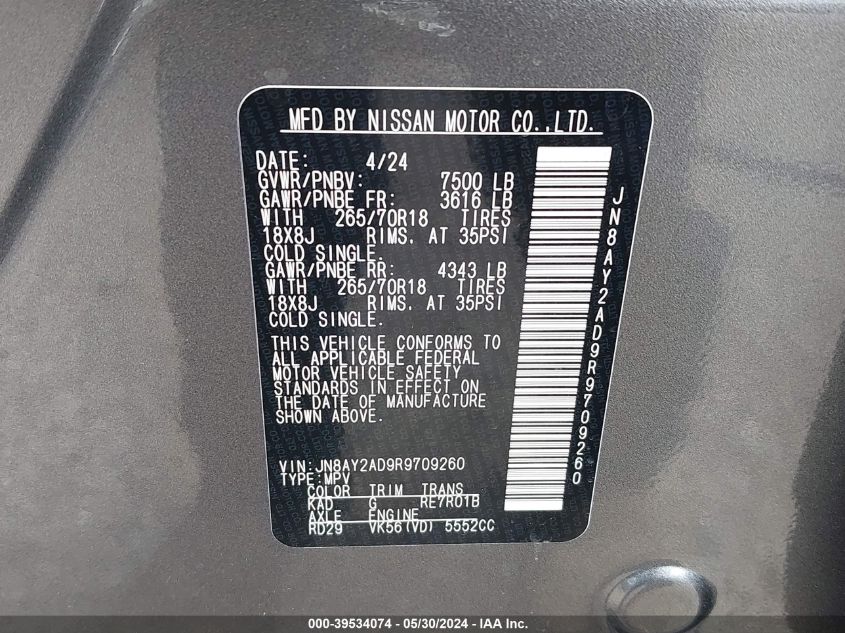 MFD BY NISSAN MOTOR CO.,LTD.
DATE: 4/24
GVWR/PNBV: 7500 LB
GAWR/PNBE FR: 3616 LB
WITH 265/70R18 TIRES
18X8J RIMS. AT 35PSI
COLD SINGLE.
GAWR/PNBE RR: 4343 LB
WITH 265/70R18 TIRES
18X8J RIMS. AT 35PSI
COLD SINGLE.
THIS VEHICLE CONFORMS TO
ALL APPLICABLE FEDERAL
MOTOR VEHICLE SAFETY
STANDARDS IN EFFECT ON
THE DATE OF MANUFACTURE
SHOWN ABOVE.
VIN:JN8AY2AD9R9709260
TYPE:MPV
COLOR TRIM TRANS
KAD G RE7R01B
AXLE ENGINE
RD29 VK56(VD) 5552CC
JN8AY2AD9R9709260
000-39534074 - 05/30/2024 - IAA Inc.